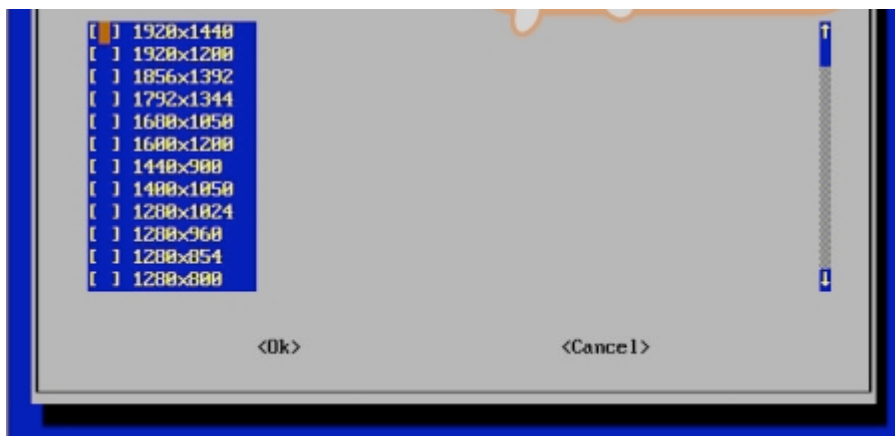 [ ] 1920x1440
[ ] 1920x1200
[ ] 1856x1392
[ ] 1792x1344
[ ] 1680x1050
[ ] 1600x1200
[ ] 1440x900
[ ] 1400x1050
[ ] 1280x1024
[ ] 1280x960
[ ] 1280x854
[ ] 1280x800
<Ok> <Cancel>